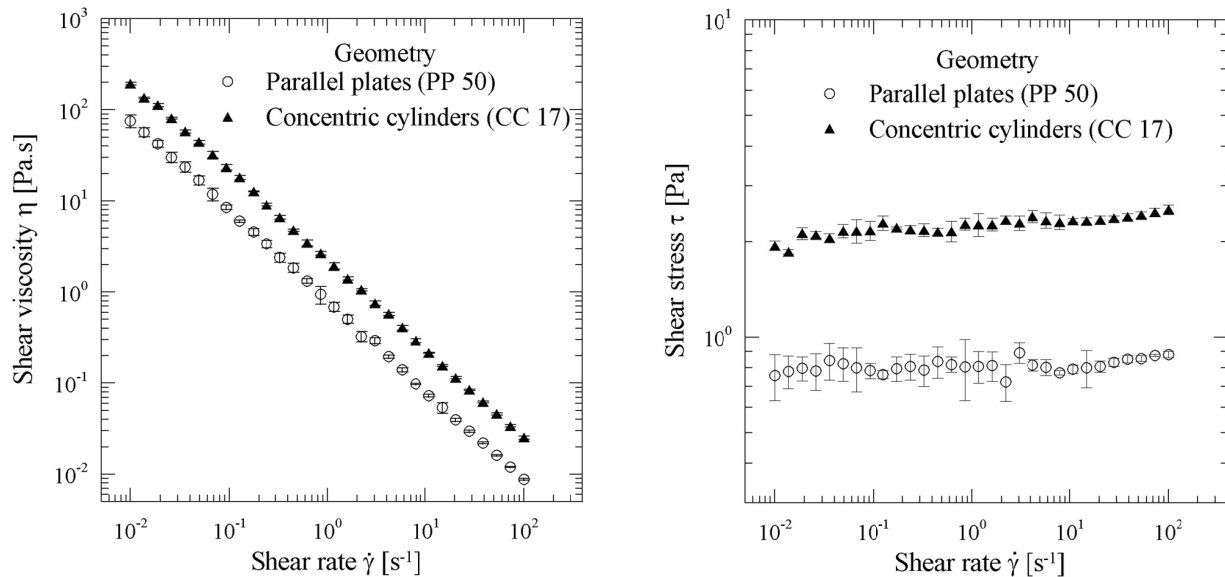 Shear viscosity η [Pa.s]
10³
10²
10¹
10⁰
10⁻¹
10⁻²
Geometry
Parallel plates (PP 50)
Concentric cylinders (CC 17)
10⁻² 10⁻¹ 10⁰ 10¹ 10²
Shear rate γ̇ [s⁻¹]
Shear stress τ [Pa]
10¹
10⁰
Geometry
Parallel plates (PP 50)
Concentric cylinders (CC 17)
10⁻² 10⁻¹ 10⁰ 10¹ 10²
Shear rate γ̇ [s⁻¹]